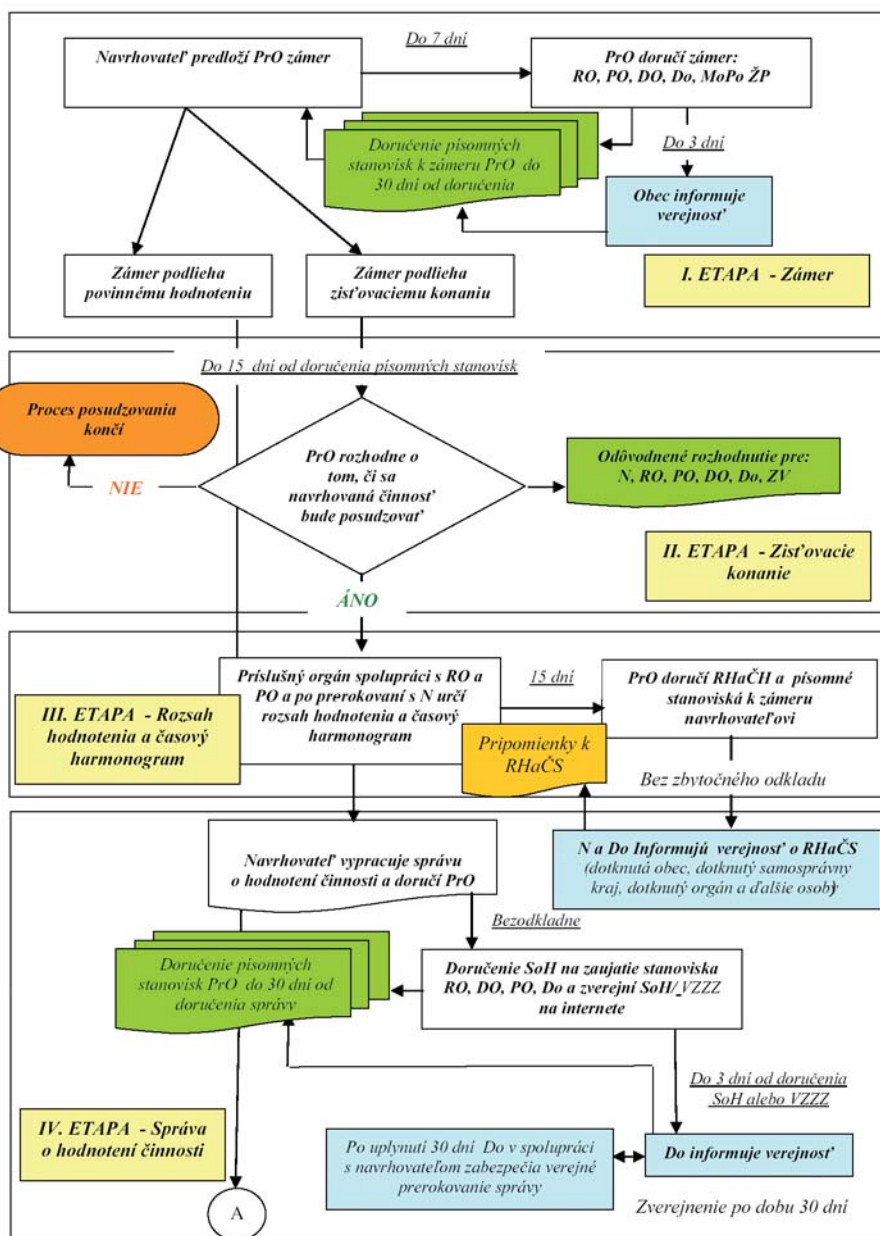 Do 7 dní
Navrhovateľ predloží PrO zámer
PrO doručí zámer:
RO, PO, DO, Do, MoPo ŽP
Doručenie písomných
stanovísk k zámeru PrO do
30 dní od doručenia
Do 3 dní
Obec informuje
verejnosť
Zámer podlieha
povinnému hodnoteniu
Zámer podlieha
zisťovaciemu konaniu
I. ETAPA - Zámer
Do 15 dní od doručenia písomných stanovísk
Proces posudzovania
končí
NIE
PrO rozhodne o
tom, či sa
navrhovaná činnosť
bude posudzovať
Odôvodnené rozhodnutie pre:
N, RO, PO, DO, Do, ZV
II. ETAPA - Zisťovacie
konanie
ÁNO
III. ETAPA - Rozsah
hodnotenia a časový
harmonogram
Príslušný orgán spolupráci s RO a
PO a po prerokovaní s N určí
rozsah hodnotenia a časový
harmonogram
15 dní
PrO doručí RHaČH a písomné
stanoviská k zámeru
navrhovateľovi
Pripomienky k
RHaČS
Bez zbytočného odkladu
Navrhovateľ vypracuje správu
o hodnotení činnosti a doručí PrO
N a Do Informujú verejnosť o RHaČS
(dotknutá obec, dotknutý samosprávny
kraj, dotknutý orgán a ďalšie osoby)
Bezodkladne
Doručenie písomných
stanovísk PrO do 30 dní od
doručenia správy
Doručenie SoH na zaujatie stanoviska
RO, DO, PO, Do a zverejní SoH/_VZZZ
na internete
Do 3 dní od doručenia
SoH alebo VZZZ
IV. ETAPA - Správa
o hodnotení činnosti
Po uplynutí 30 dní Do v spolupráci
s navrhovateľom zabezpečia verejné
prerokovanie správy
Do informuje verejnosť
A
Zverejnenie po dobu 30 dní